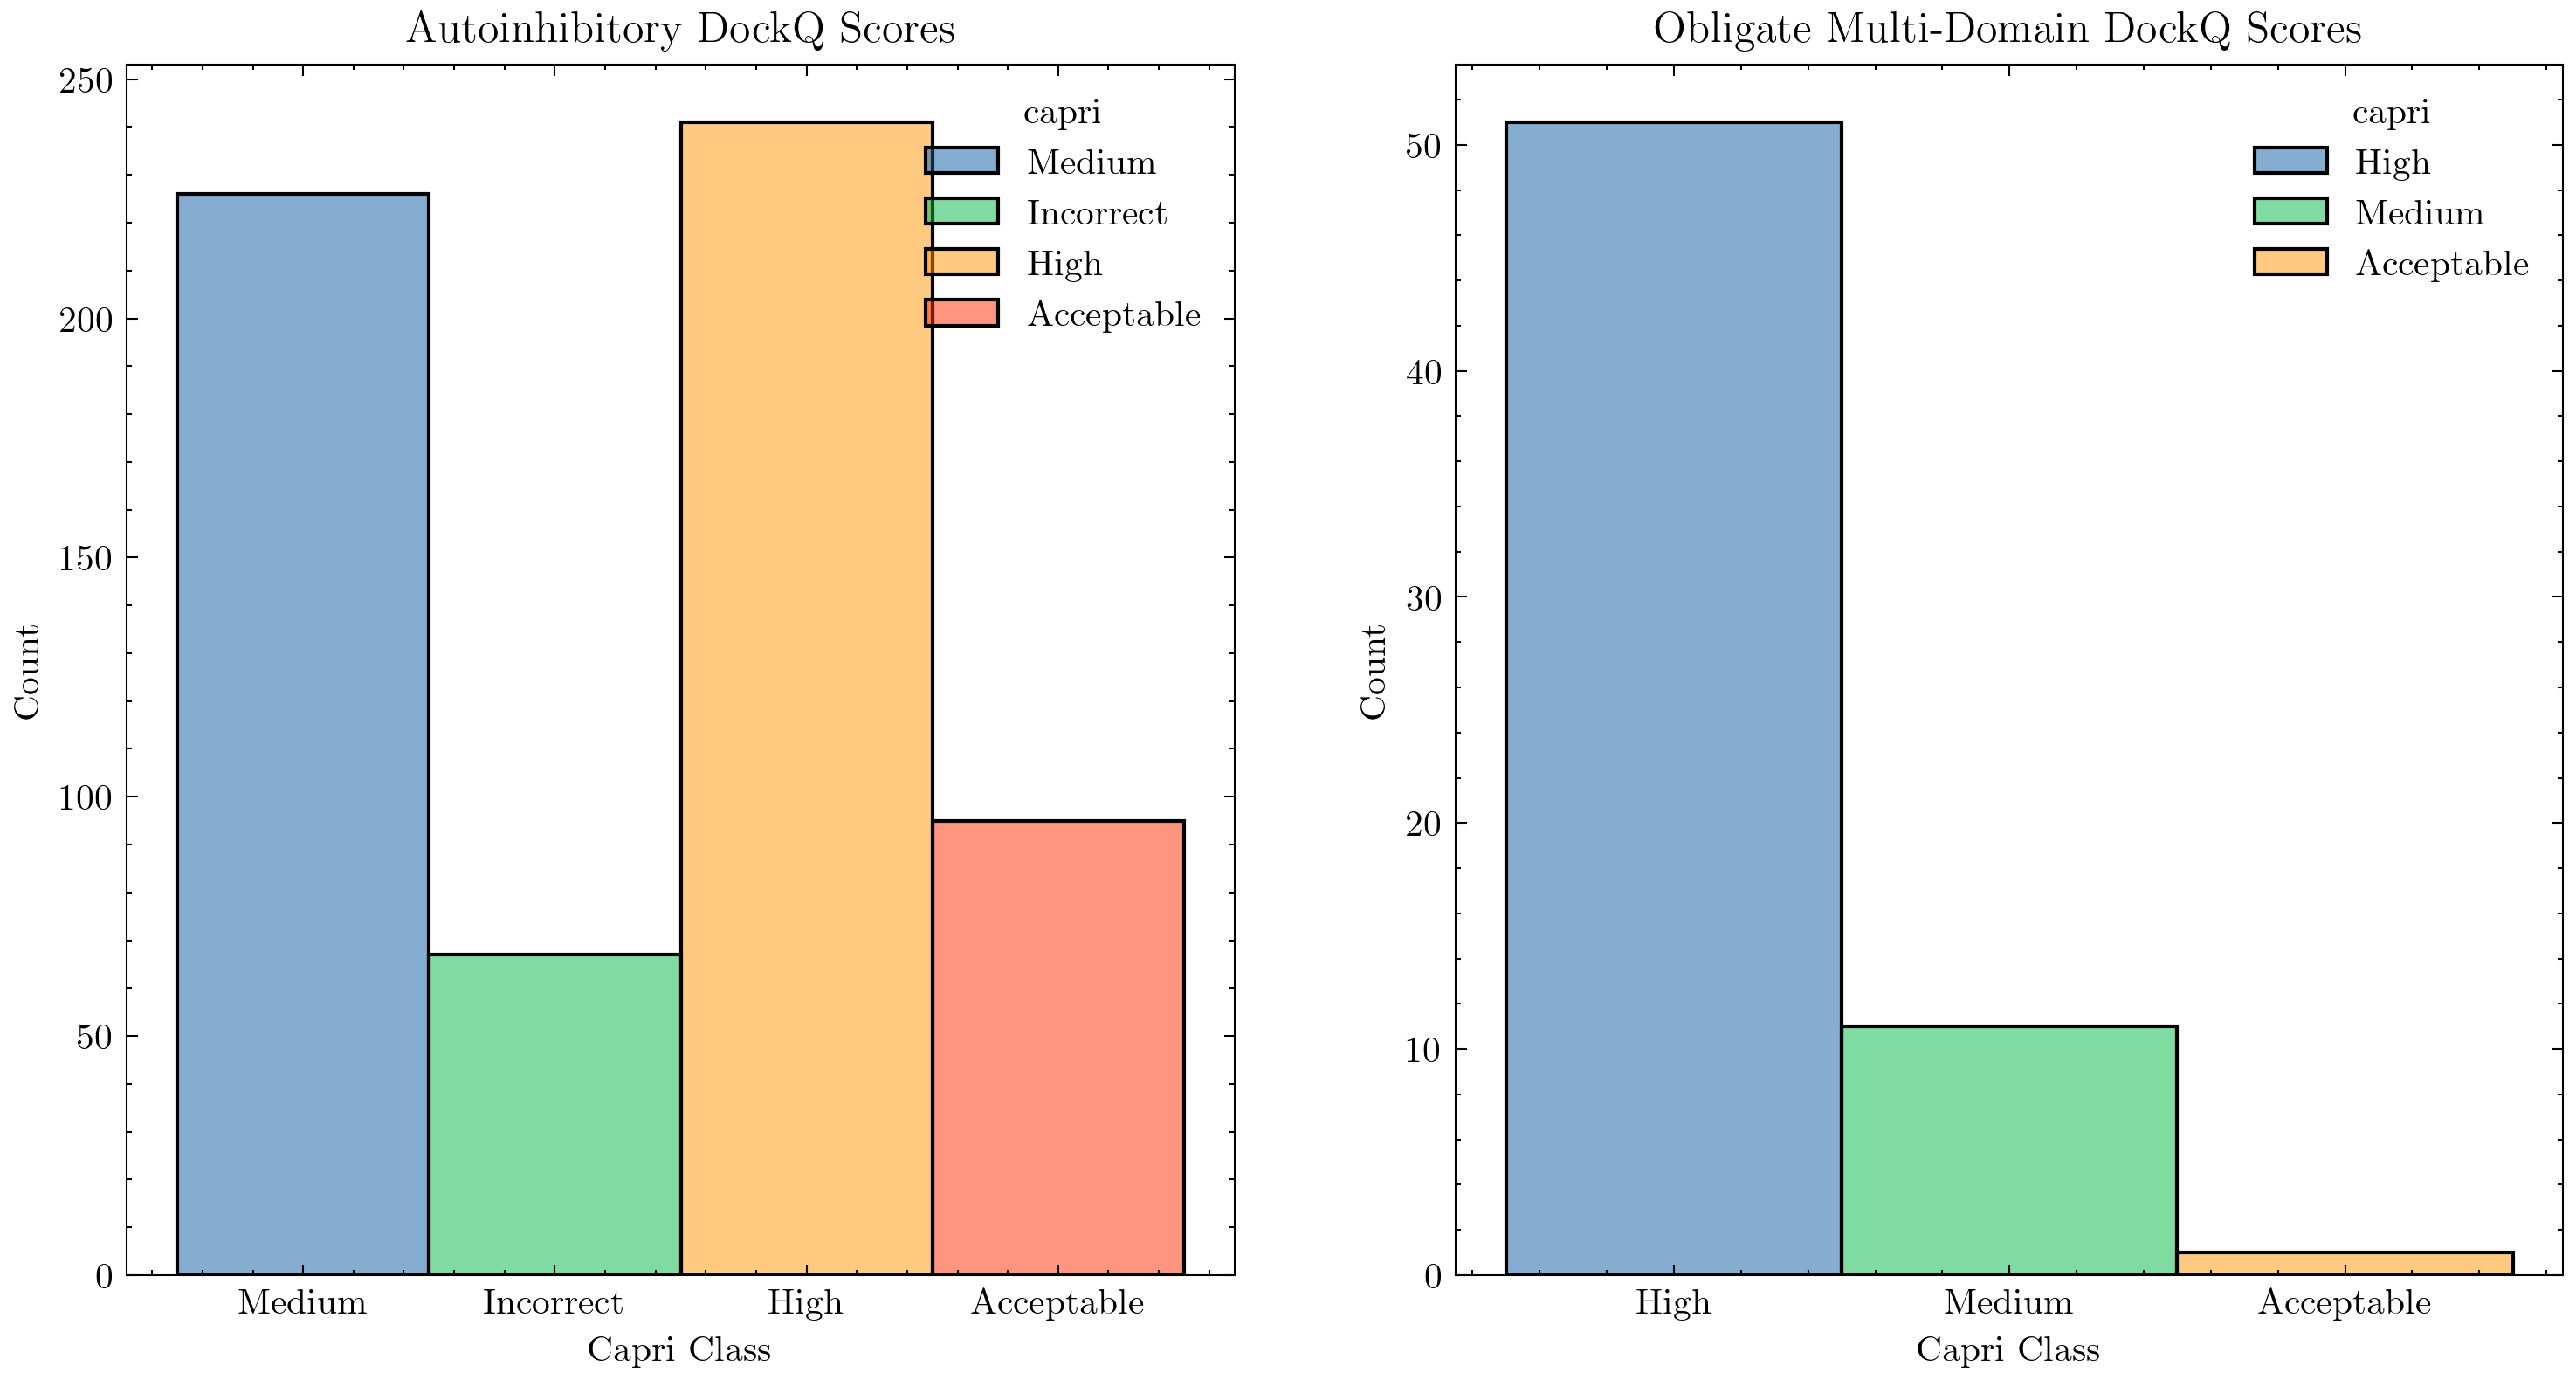 Autoinhibitory DockQ Scores
250
200
150
100
50
0
Count
capri
Medium
Incorrect
High
Acceptable
Medium Incorrect High Acceptable
Capri Class
Obligate Multi-Domain DockQ Scores
50
40
30
20
10
0
Count
capri
High
Medium
Acceptable
High Medium Acceptable
Capri Class